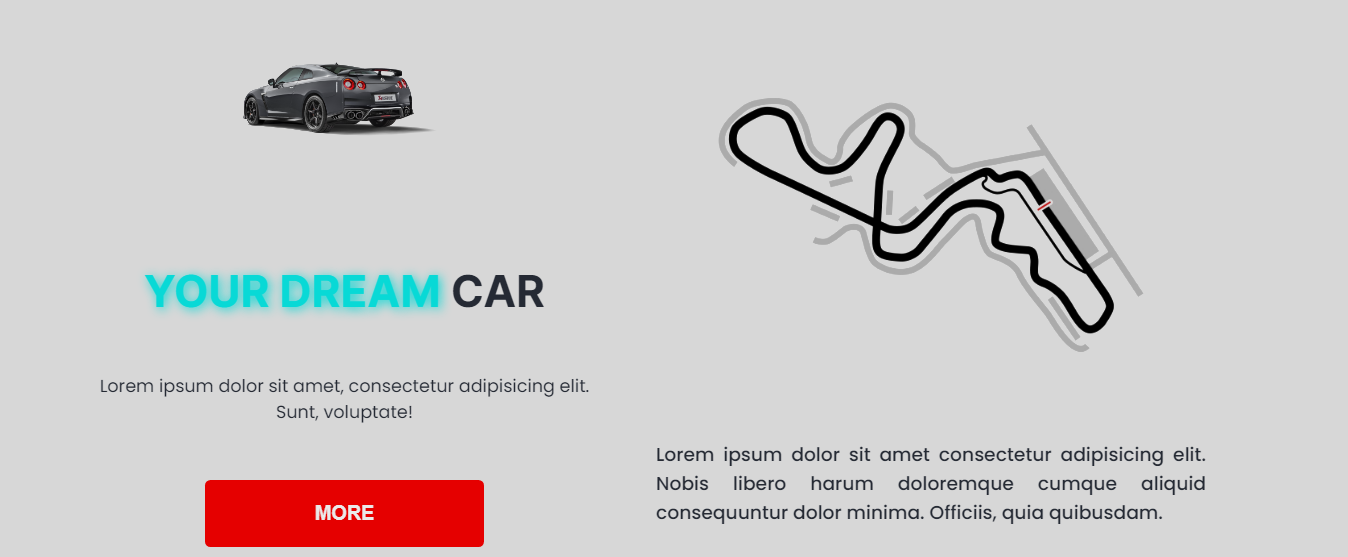 YOUR DREAM CAR
Lorem ipsum dolor sit amet, consectetur adipisicing elit.
Sunt, voluptate!
MORE
Lorem ipsum dolor sit amet consectetur adipisicing elit.
Nobis libero harum doloremque cumque aliquid
consequuntur dolor minima. Officiis, quia quibusdam.